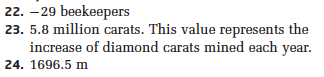 22. −29 beekeepers
23. 5.8 million carats. This value represents the
increase of diamond carats mined each year.
24. 1696.5 m